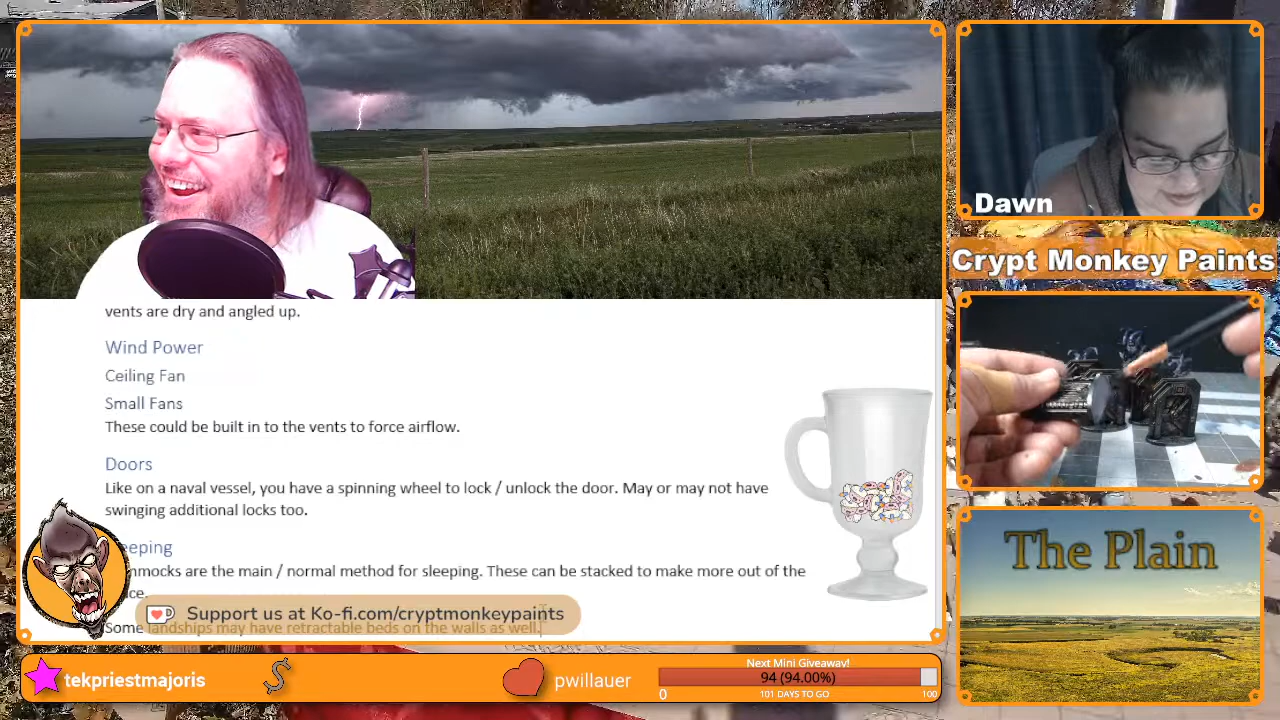 Dawn
Crypt Monkey Paints
vents are dry and angled up.
Wind Power
Ceiling Fan
Small Fans
These could be built in to the vents to force airflow.
Doors
Like on a naval vessel, you have a spinning wheel to lock / unlock the door. May or may not have
swinging additional locks too.
eeping
mmocks are the main / normal method for sleeping. These can be stacked to make more out of the
ce.
Support us at Ko-fi.com/cryptmonkeypaints
Some landships may have retractable beds on the walls as well.
The Plain
tekpriestmajoris
pwillauer
Next Mini Giveaway!
94 (94.00%)
0
101 DAYS TO GO
100